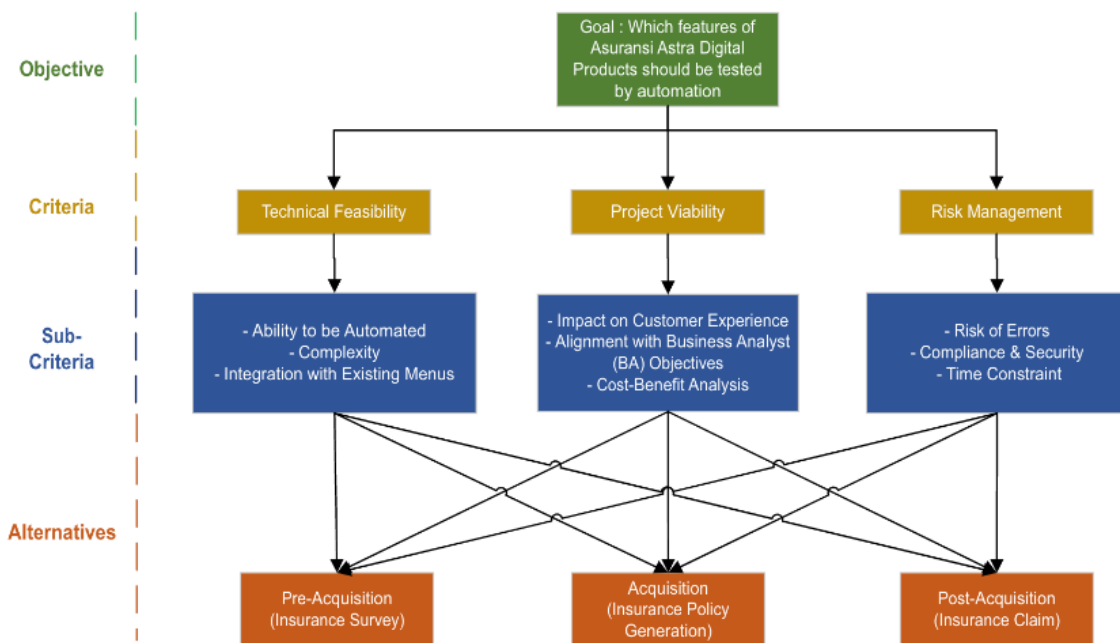 Objective
Goal : Which features of
Asuransi Astra Digital
Products should be tested
by automation
Criteria
Technical Feasibility
Project Viability
Risk Management
Sub-
Criteria
- Ability to be Automated
- Complexity
- Integration with Existing Menus
- Impact on Customer Experience
- Alignment with Business Analyst
(BA) Objectives
- Cost-Benefit Analysis
- Risk of Errors
- Compliance & Security
- Time Constraint
Alternatives
Pre-Acquisition
(Insurance Survey)
Acquisition
(Insurance Policy
Generation)
Post-Acquisition
(Insurance Claim)